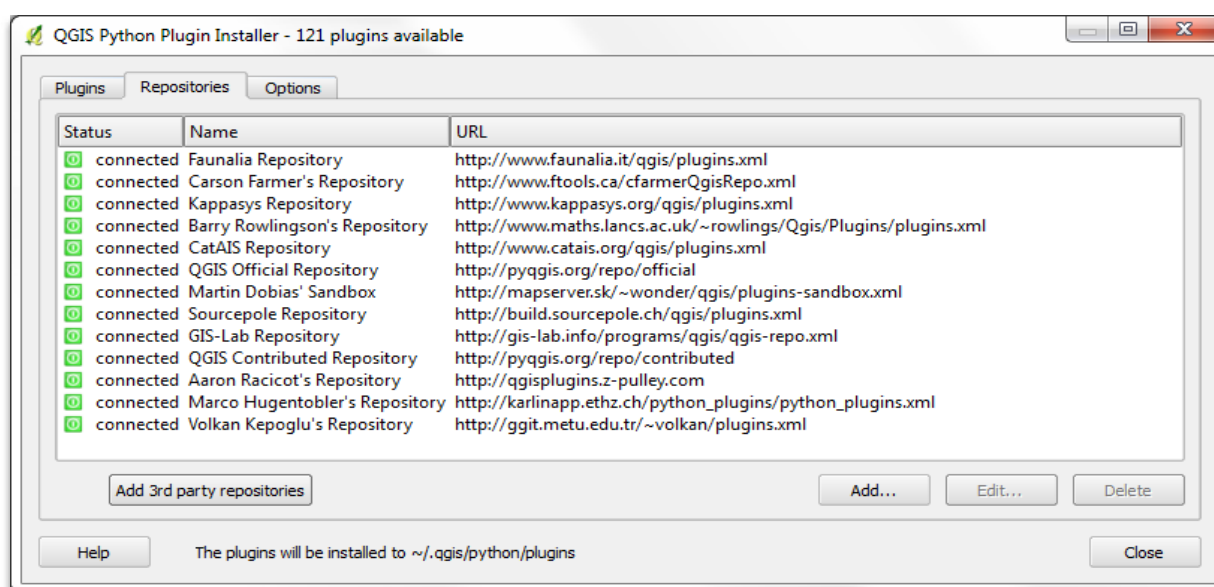 QGIS Python Plugin Installer - 121 plugins available
Plugins Repositories Options
Status Name URL
connected Faunalia Repository http://www.faunalia.it/qgis/plugins.xml
connected Carson Farmer's Repository http://www.ftools.ca/cfarmerQgisRepo.xml
connected Kappasys Repository http://www.kappasys.org/qgis/plugins.xml
connected Barry Rowlingson's Repository http://www.maths.lancs.ac.uk/~rowlings/Qgis/Plugins/plugins.xml
connected CatAIS Repository http://www.catais.org/qgis/plugins.xml
connected QGIS Official Repository http://pyqgis.org/repo/official
connected Martin Dobias' Sandbox http://mapserver.sk/~wonder/qgis/plugins-sandbox.xml
connected Sourcepole Repository http://build.sourcepole.ch/qgis/plugins.xml
connected GIS-Lab Repository http://gis-lab.info/programs/qgis/qgis-repo.xml
connected QGIS Contributed Repository http://pyqgis.org/repo/contributed
connected Aaron Racicot's Repository http://qgisplugins.z-pulley.com
connected Marco Hugentobler's Repository http://karlinapp.ethz.ch/python_plugins/python_plugins.xml
connected Volkan Kepoglu's Repository http://ggit.metu.edu.tr/~volkan/plugins.xml
Add 3rd party repositories Add... Edit... Delete
Help The plugins will be installed to ~/.qgis/python/plugins Close